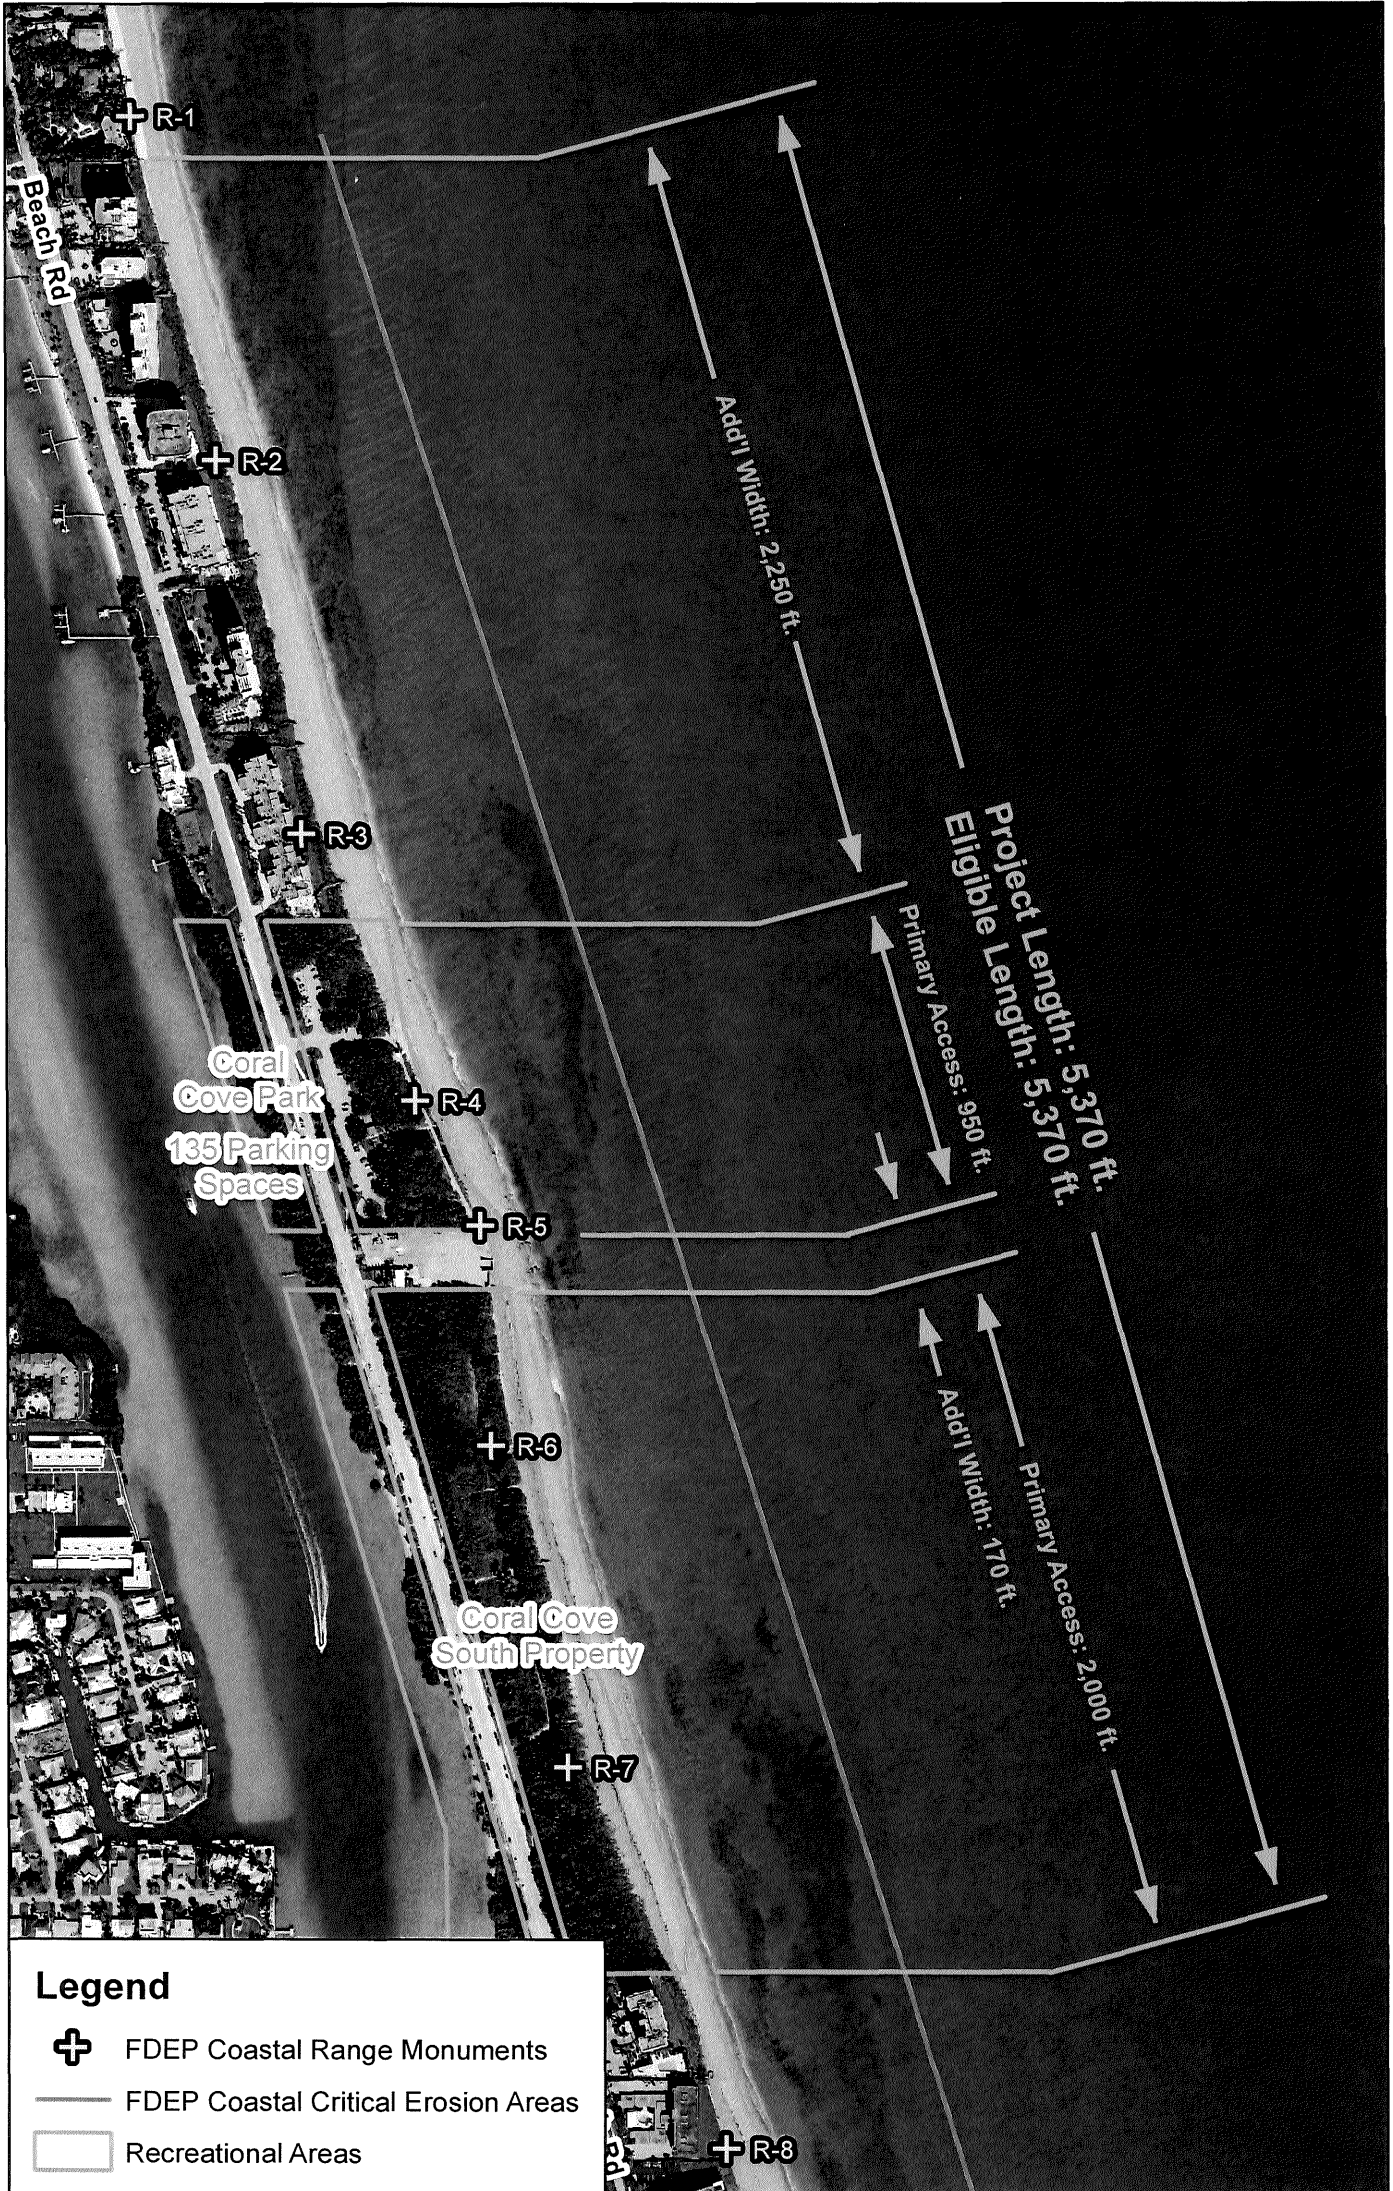 R-1
Beach Rd
R-2
Add'l Width: 2,250 ft.
R-3
Project Length: 5,370 ft.
Eligible Length: 5,370 ft.
Primary Access: 950 ft.
Coral
Cove Park
135 Parking
Spaces
R-4
R-5
R-6
Add'l Width: 170 ft.
Primary Access: 2,000 ft.
Coral Cove
South Property
R-7
R-8
Rd
Legend
FDEP Coastal Range Monuments
FDEP Coastal Critical Erosion Areas
Recreational Areas